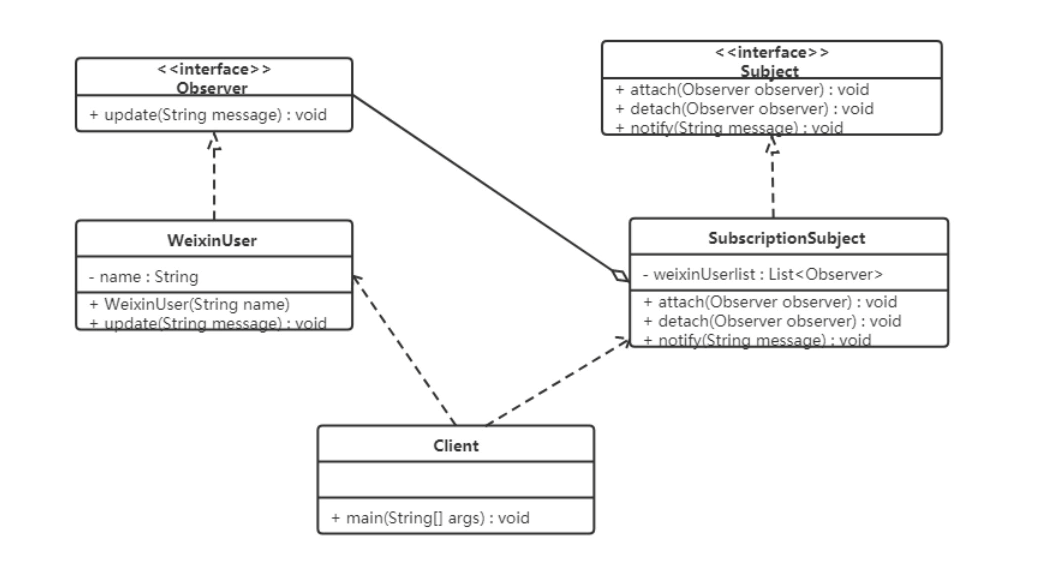 <<interface>>
Observer
+ update(String message) : void
<<interface>>
Subject
+ attach(Observer observer) : void
+ detach(Observer observer) : void
+ notify(String message) : void
WeixinUser
- name : String
+ WeixinUser(String name)
+ update(String message) : void
SubscriptionSubject
- weixinUserlist : List<Observer>
+ attach(Observer observer) : void
+ detach(Observer observer) : void
+ notify(String message) : void
Client
+ main(String[] args) : void